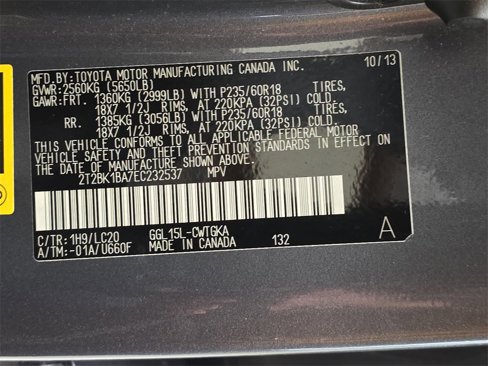 MFD.BY:TOYOTA MOTOR MANUFACTURING CANADA INC. 10/13
GVWR: 2560KG (5650LB)
GAWR:FRT. 1360KG (2999LB) WITH P235/60R18 TIRES,
18X7 1/2J RIMS, AT 220KPA (32PSI) COLD.
RR. 1385KG (3056LB) WITH P235/60R18 TIRES,
18X7 1/2J RIMS, AT 220KPA (32PSI) COLD.
THIS VEHICLE CONFORMS TO ALL APPLICABLE FEDERAL MOTOR
VEHICLE SAFETY AND THEFT PREVENTION STANDARDS IN EFFECT ON
THE DATE OF MANUFACTURE SHOWN ABOVE.
2T2BK1BA7EC232537 MPV
C/TR:1H9/LC20 GGL15L-CWTGKA
A/TM:-01A/U660F MADE IN CANADA 132 A